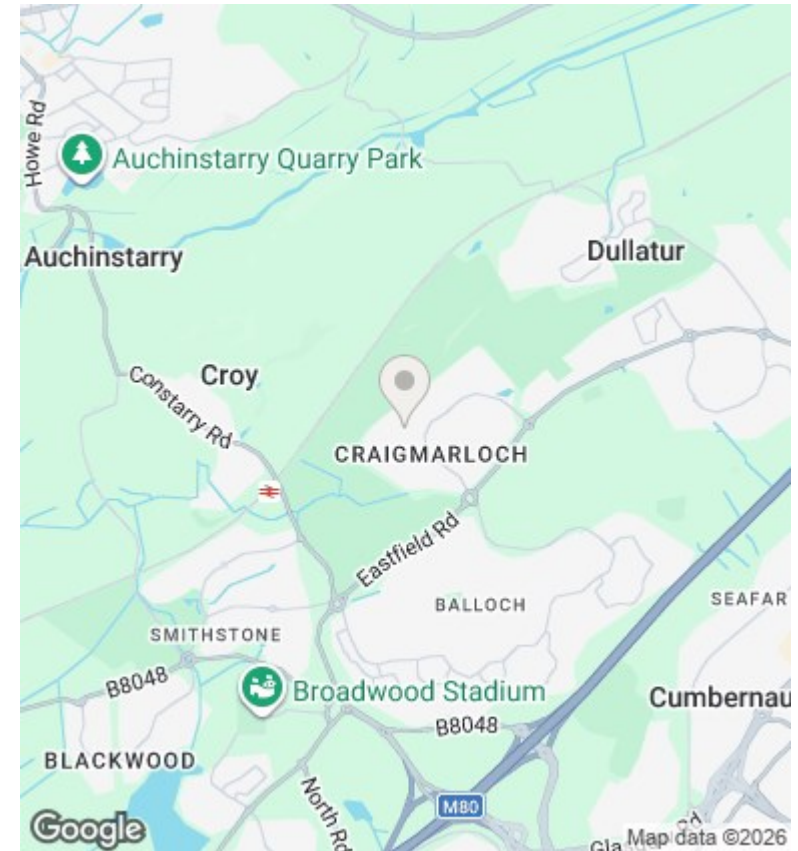 Howe Rd
Auchinstarry Quarry Park
Auchinstarry
Dullatur
Croy
Constarry Rd
CRAIGMARLOCH
Eastfield Rd
BALLOCH
SEAFAR
SMITHSTONE
B8048
Broadwood Stadium
Cumbernau
B8048
BLACKWOOD
North Rd
M80
Google
Map data ©2026